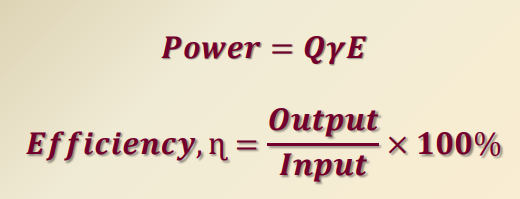 Power = QγE
Efficiency, η = Output / Input × 100%